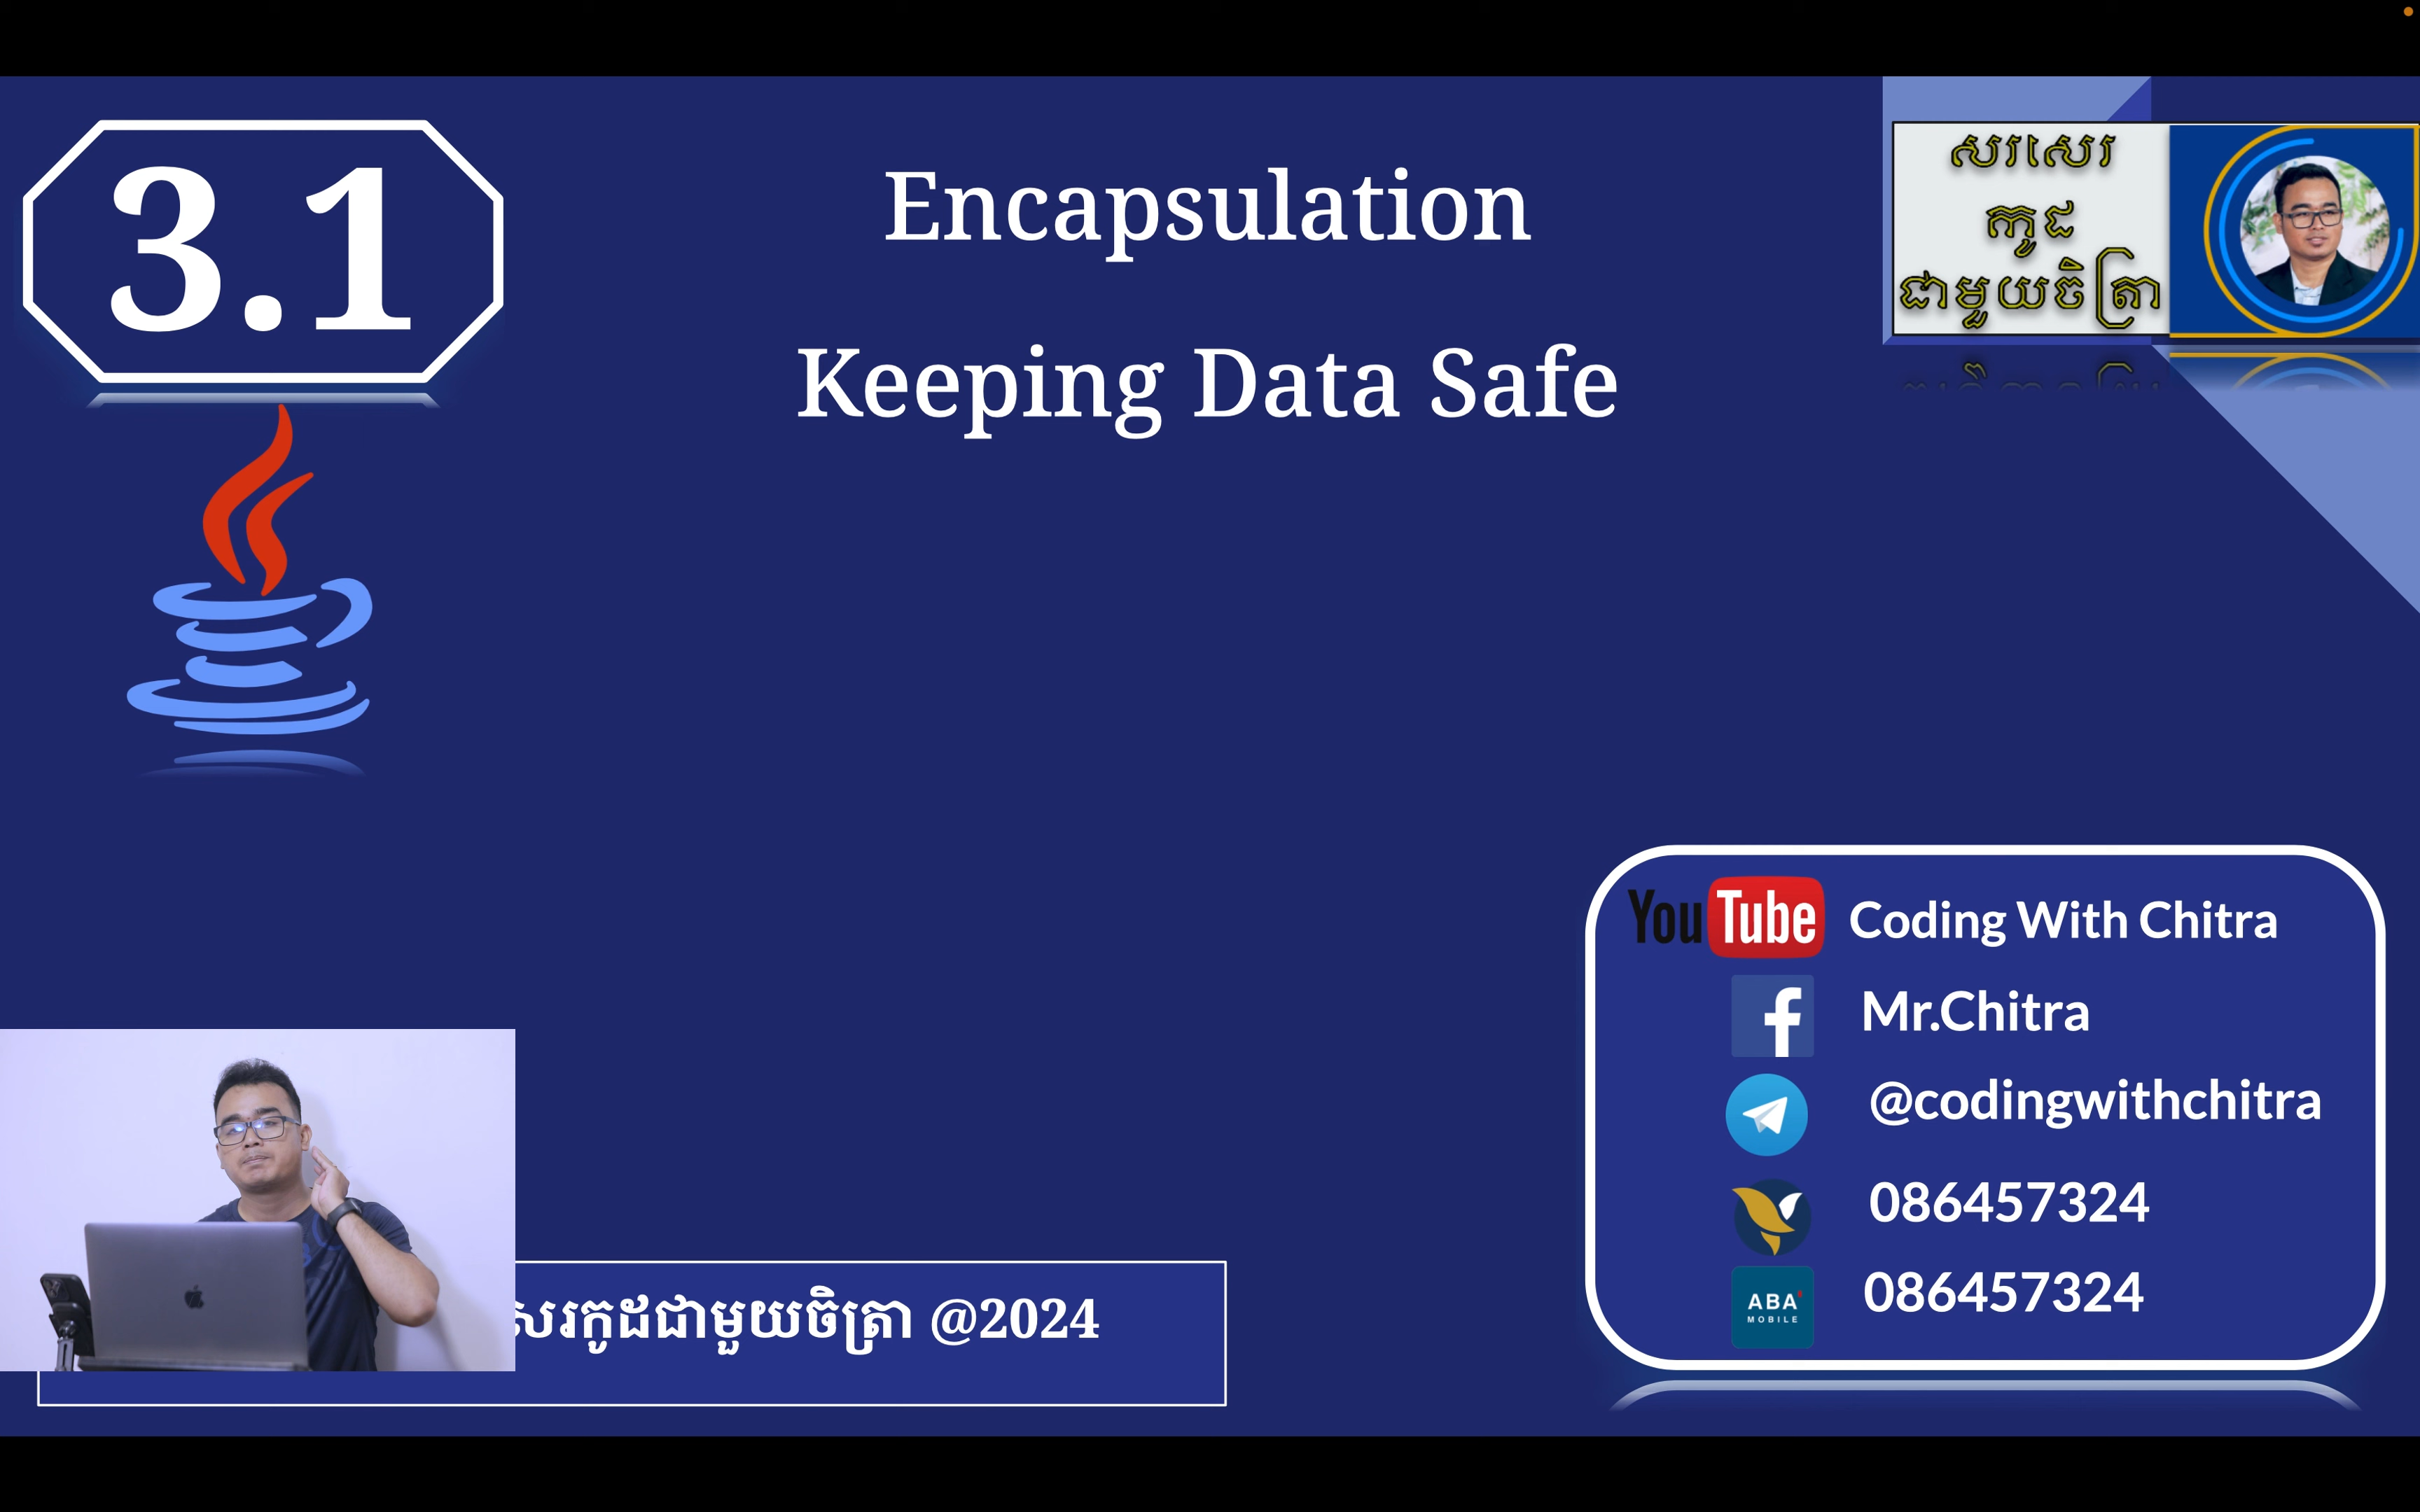 3.1
Encapsulation
Keeping Data Safe
សរសេរ
កូដ
ជាមួយចិត្រា
YouTube Coding With Chitra
Mr.Chitra
@codingwithchitra
086457324
ABA MOBILE 086457324
សរកូដជាមួយចិត្រា @2024